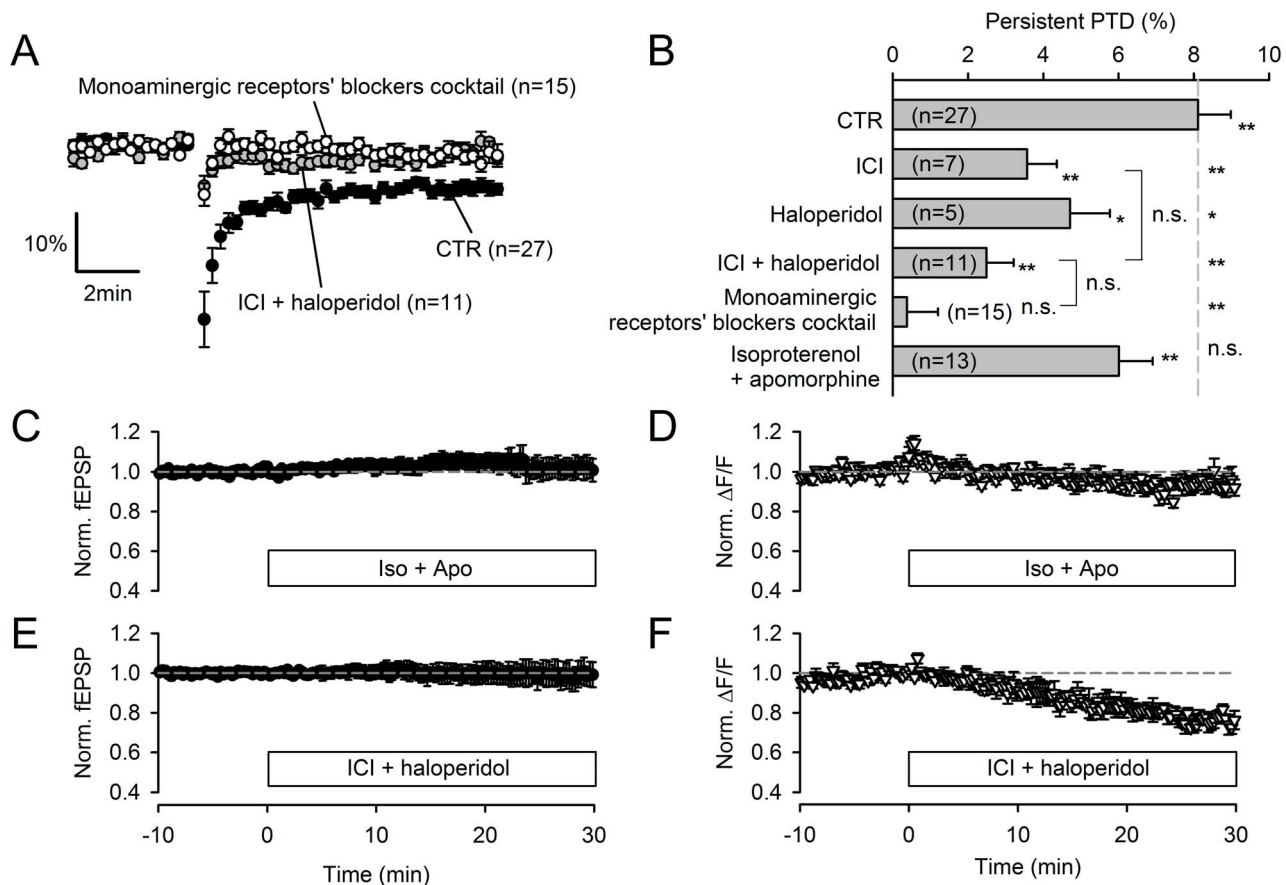 A
Monoaminergic receptors' blockers cocktail (n=15)
10%
2min
CTR (n=27)
ICI + haloperidol (n=11)
B
Persistent PTD (%)
0 2 4 6 8 10
CTR (n=27) **
ICI (n=7) ** **
Haloperidol (n=5) * n.s. *
ICI + haloperidol (n=11) ** **
Monoaminergic
receptors' blockers cocktail (n=15) n.s. **
Isoproterenol
+ apomorphine (n=13) ** n.s.
C
Norm. fEPSP
1.2
1.0
0.8
0.6
0.4
Iso + Apo
D
Norm. ΔF/F
1.2
1.0
0.8
0.6
0.4
Iso + Apo
E
Norm. fEPSP
1.2
1.0
0.8
0.6
0.4
ICI + haloperidol
-10 0 10 20 30
Time (min)
F
Norm. ΔF/F
1.2
1.0
0.8
0.6
0.4
ICI + haloperidol
-10 0 10 20 30
Time (min)